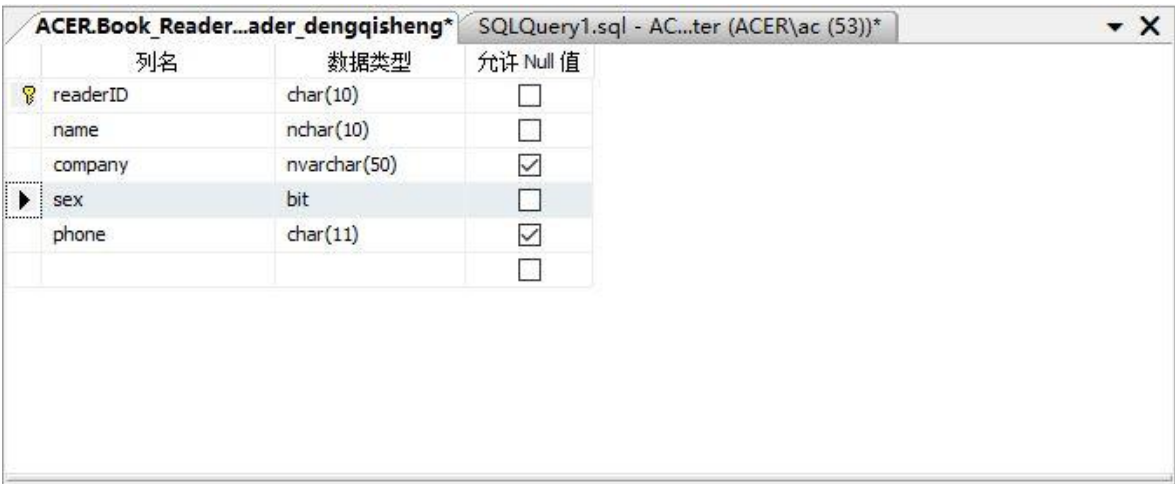 ACER.Book_Reader...ader_dengqisheng* SQLQuery1.sql - AC...ter (ACER\ac (53))*
列名 数据类型 允许 Null 值
readerID char(10)
name nchar(10)
company nvarchar(50)
sex bit
phone char(11)